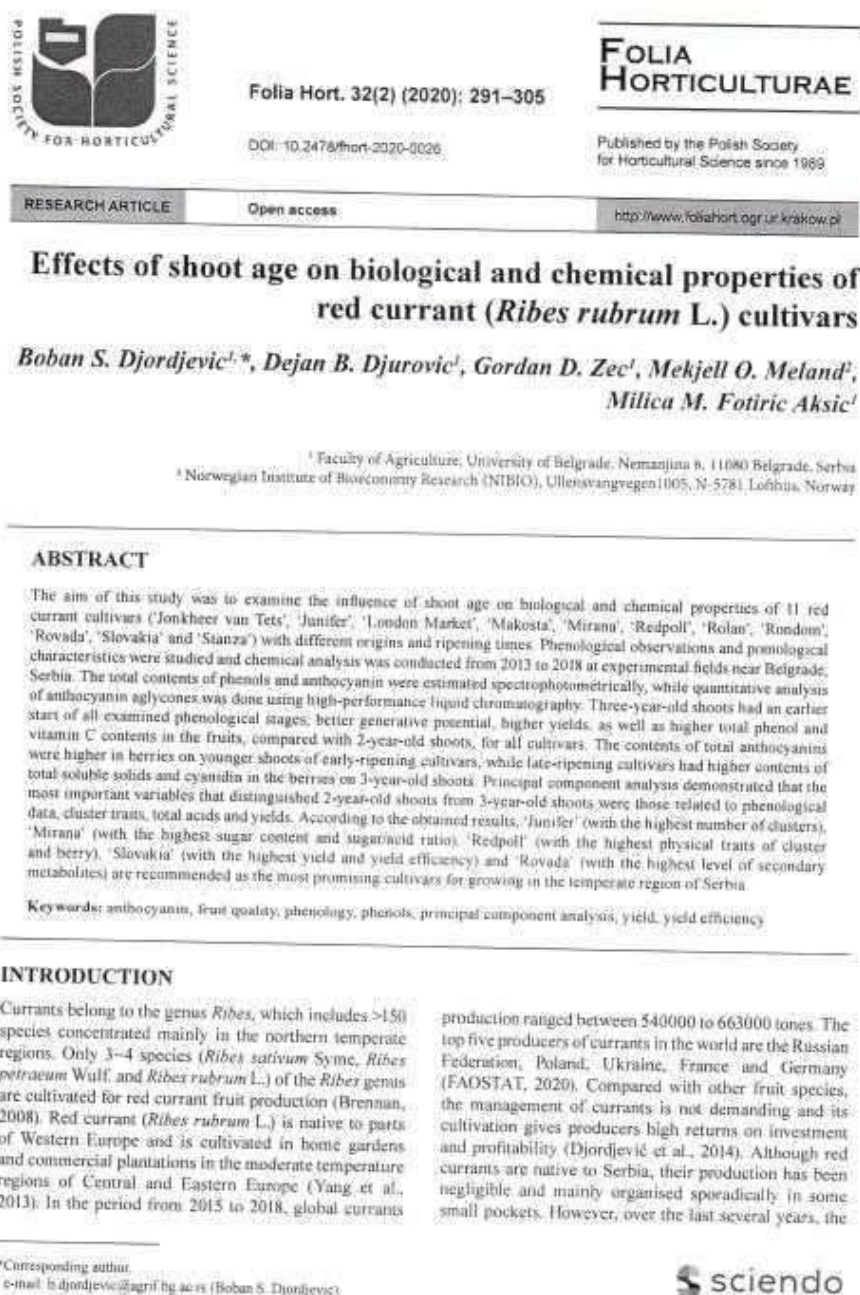 POLISH SOCIETY FOR HORTICULTURAL SCIENCE
Folia Hort. 32(2) (2020): 291–305
DOI: 10.2478/fhort-2020-0026
FOLIA
HORTICULTURAE
Published by the Polish Society
for Horticultural Science since 1989
RESEARCH ARTICLE
Open access
http://www.foliahort.ogr.ur.krakow.pl
Effects of shoot age on biological and chemical properties of
red currant (Ribes rubrum L.) cultivars
Boban S. Djordjevic¹,*, Dejan B. Djurovic¹, Gordan D. Zec¹, Mekjell O. Meland²,
Milica M. Fotiric Aksic¹
¹ Faculty of Agriculture, University of Belgrade, Nemanjina 6, 11080 Belgrade, Serbia
² Norwegian Institute of Bioeconomy Research (NIBIO), Ullensvangvegen1005, N-5781 Lofthus, Norway
ABSTRACT
The aim of this study was to examine the influence of shoot age on biological and chemical properties of 11 red
currant cultivars (‘Jonkheer van Tets’, ‘Junifer’, ‘London Market’, ‘Makosta’, ‘Mirana’, ‘Redpoll’, ‘Rolan’, ‘Rondom’,
‘Rovada’, ‘Slovakia’ and ‘Stanza’) with different origins and ripening times. Phenological observations and pomological
characteristics were studied and chemical analysis was conducted from 2013 to 2018 at experimental fields near Belgrade,
Serbia. The total contents of phenols and anthocyanin were estimated spectrophotometrically, while quantitative analysis
of anthocyanin aglycones was done using high-performance liquid chromatography. Three-year-old shoots had an earlier
start of all examined phenological stages, better generative potential, higher yields, as well as higher total phenol and
vitamin C contents in the fruits, compared with 2-year-old shoots, for all cultivars. The contents of total anthocyanins
were higher in berries on younger shoots of early-ripening cultivars, while late-ripening cultivars had higher contents of
total soluble solids and cyanidin in the berries on 3-year-old shoots. Principal component analysis demonstrated that the
most important variables that distinguished 2-year-old shoots from 3-year-old shoots were those related to phenological
data, cluster traits, total acids and yields. According to the obtained results, ‘Junifer’ (with the highest number of clusters),
‘Mirana’ (with the highest sugar content and sugar/acid ratio), ‘Redpoll’ (with the highest physical traits of cluster
and berry), ‘Slovakia’ (with the highest yield and yield efficiency) and ‘Rovada’ (with the highest level of secondary
metabolites) are recommended as the most promising cultivars for growing in the temperate region of Serbia.
Keywords: anthocyanin, fruit quality, phenology, phenols, principal component analysis, yield, yield efficiency
INTRODUCTION
Currants belong to the genus Ribes, which includes >150
species concentrated mainly in the northern temperate
regions. Only 3–4 species (Ribes sativum Syme, Ribes
petraeum Wulf. and Ribes rubrum L.) of the Ribes genus
are cultivated for red currant fruit production (Brennan,
2008). Red currant (Ribes rubrum L.) is native to parts
of Western Europe and is cultivated in home gardens
and commercial plantations in the moderate temperature
regions of Central and Eastern Europe (Yang et al.,
2013). In the period from 2015 to 2018, global currants
production ranged between 540000 to 663000 tones. The
top five producers of currants in the world are the Russian
Federation, Poland, Ukraine, France and Germany
(FAOSTAT, 2020). Compared with other fruit species,
the management of currants is not demanding and its
cultivation gives producers high returns on investment
and profitability (Djordjević et al., 2014). Although red
currants are native to Serbia, their production has been
negligible and mainly organised sporadically in some
small pockets. However, over the last several years, the
*Corresponding author.
e-mail: b.djordjevic@agrif.bg.ac.rs (Boban S. Djordjevic).
sciendo